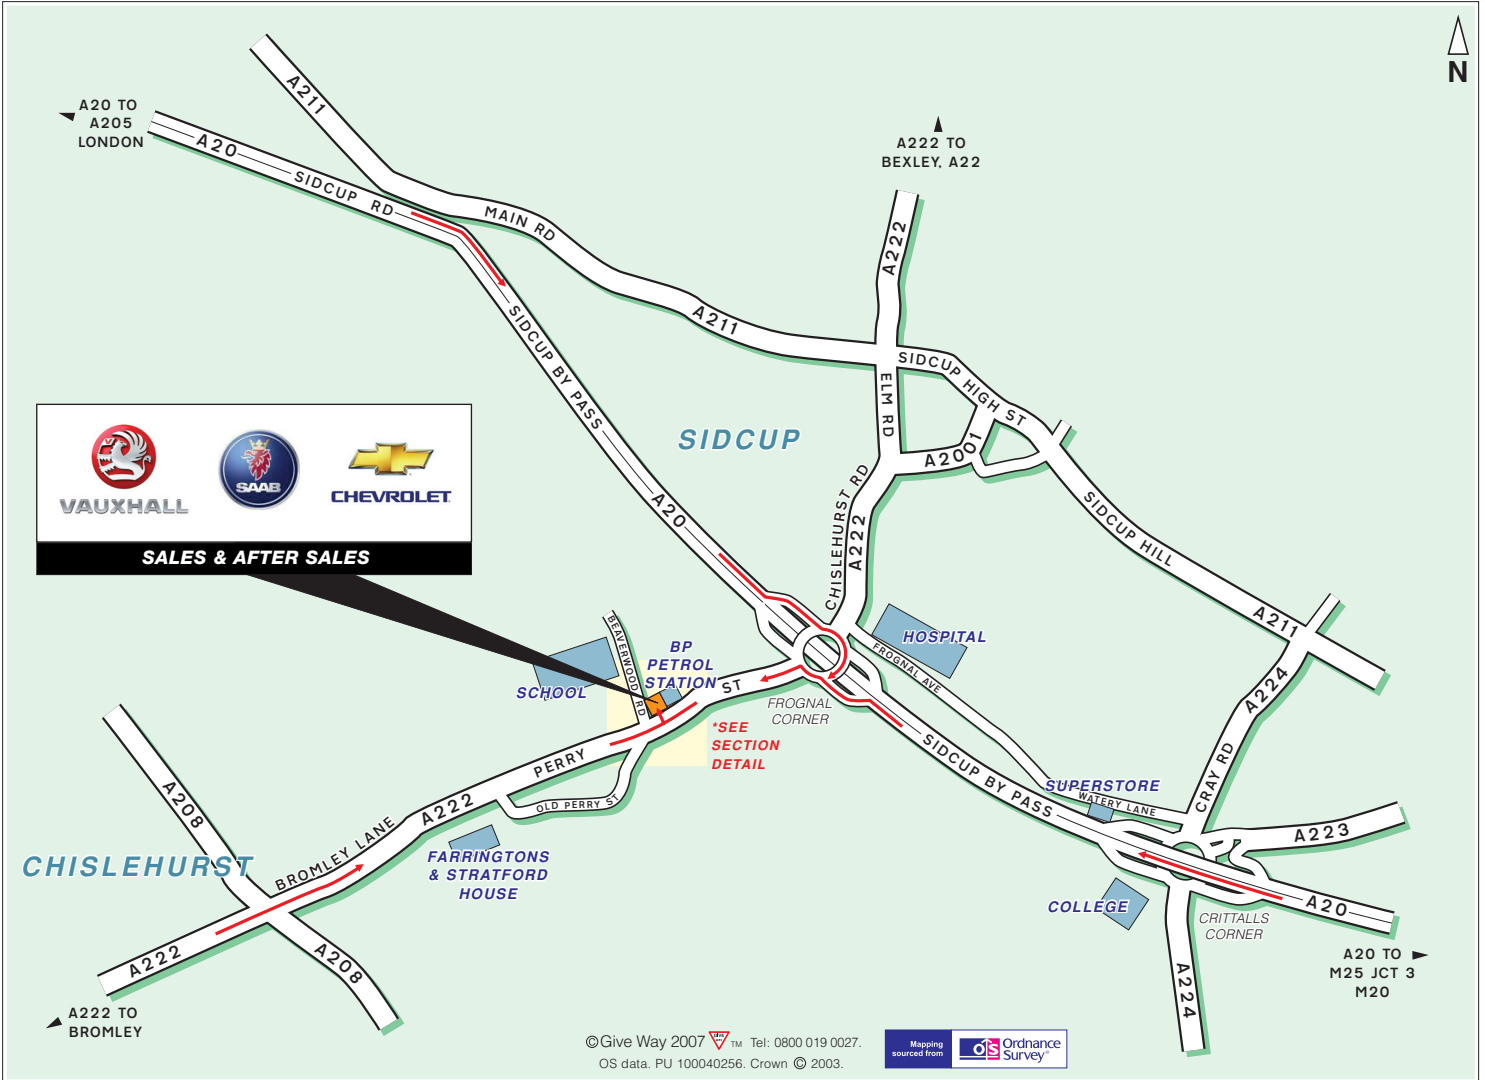 N
A211
A20 TO
A205
LONDON
A20
SIDCUP RD
MAIN RD
A222 TO
BEXLEY, A22
A222
SIDCUP BY PASS
A211
SIDCUP HIGH ST
ELM RD
A2001
SIDCUP
VAUXHALL
SAAB
CHEVROLET
SALES & AFTER SALES
A20
CHISLEHURST RD
A222
SIDCUP HILL
A211
HOSPITAL
FROGNAL AVE
BEAVERWOOD RD
BP
PETROL
STATION
SCHOOL
ST
FROGNAL
CORNER
*SEE
SECTION
DETAIL
PERRY
OLD PERRY ST
A224
CRAY RD
SIDCUP BY PASS
SUPERSTORE
WATERY LANE
A223
A208
A222
BROMLEY LANE
CHISLEHURST
FARRINGTONS
& STRATFORD
HOUSE
COLLEGE
A20
CRITTALLS
CORNER
A222
A208
A20 TO
M25 JCT 3
M20
A224
A222 TO
BROMLEY
©Give Way 2007 GIVE WAY TM Tel: 0800 019 0027.
OS data. PU 100040256. Crown © 2003.
Mapping
sourced from
OS Ordnance
Survey®